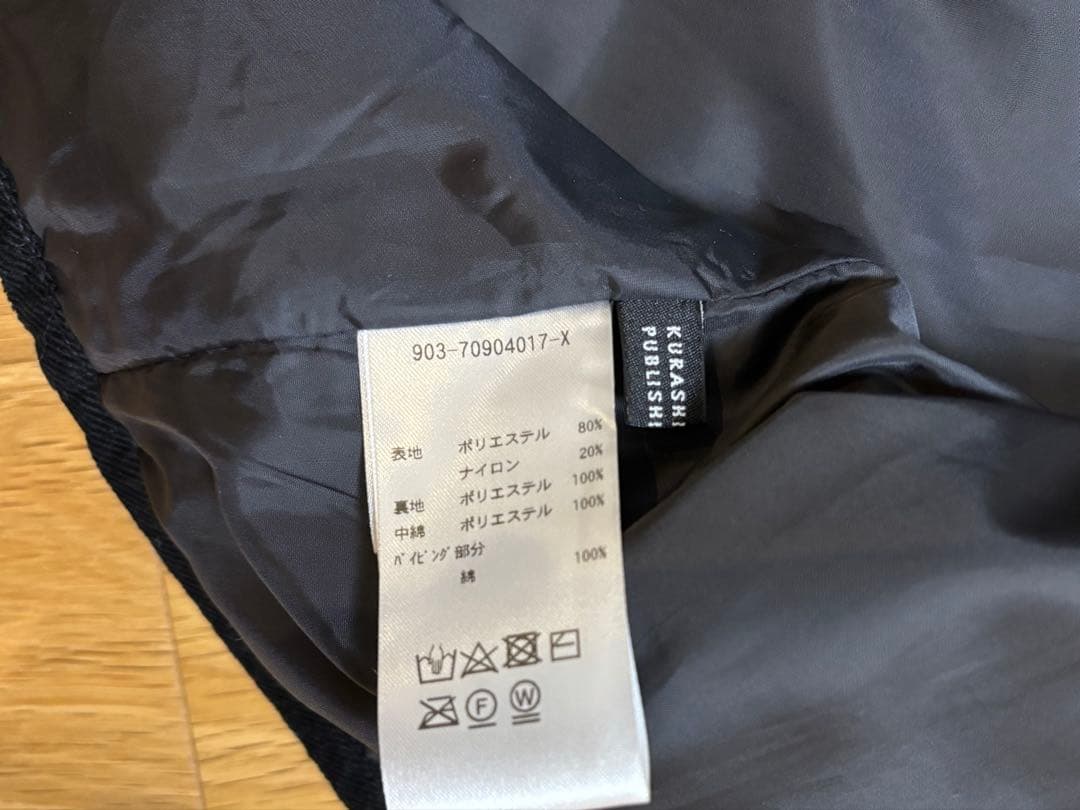 903-70904017-X
表地 ポリエステル 80%
ナイロン 20%
裏地 ポリエステル 100%
中綿 ポリエステル 100%
ﾊﾟｲﾋﾟﾝｸﾞ部分
綿 100%
F W
KURASHI
PUBLISH